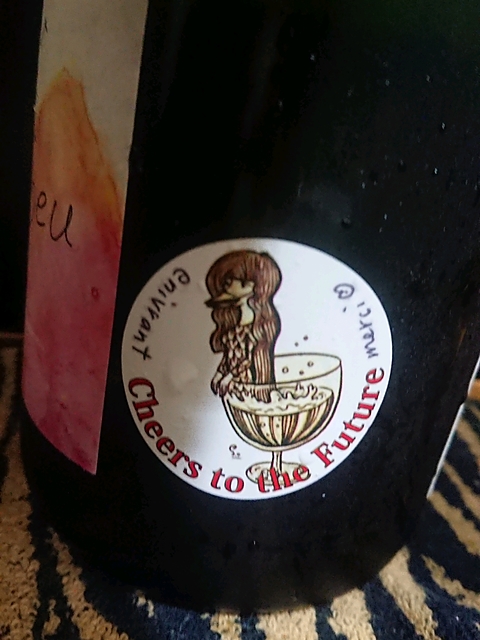 eu
enivrant
merci
Cheers to the Future